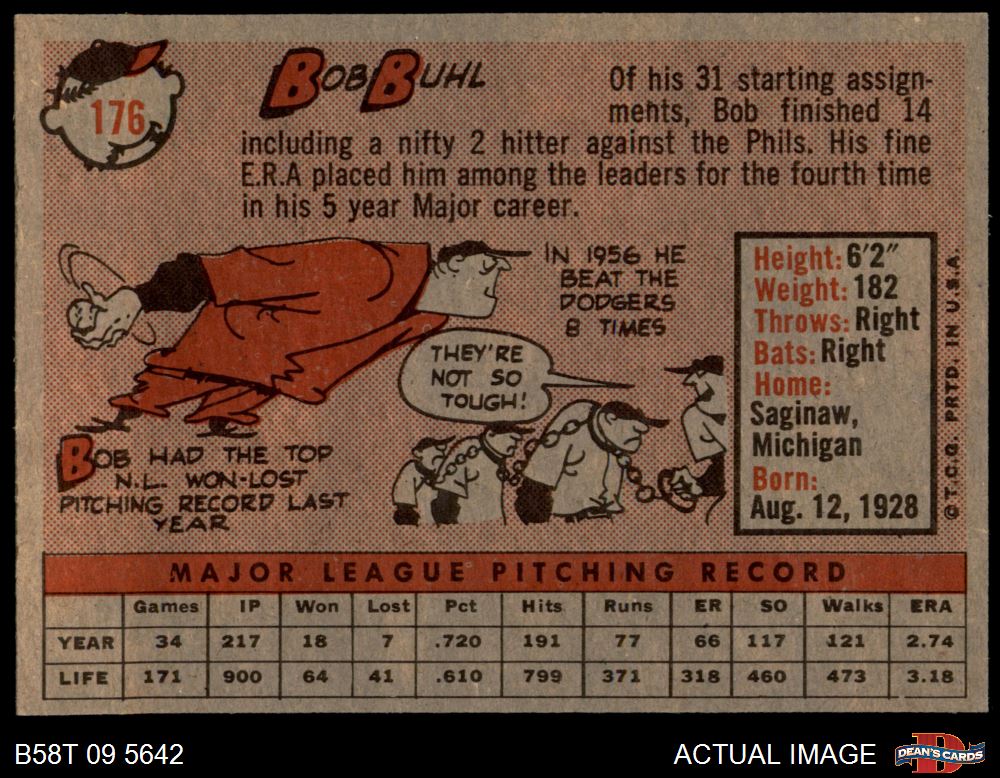 176
BOB BUHL
Of his 31 starting assign-
ments, Bob finished 14
including a nifty 2 hitter against the Phils. His fine
E.R.A placed him among the leaders for the fourth time
in his 5 year Major career.
IN 1956 HE
BEAT THE
DODGERS
8 TIMES
THEY'RE
NOT SO
TOUGH!
BOB HAD THE TOP
N.L. WON-LOST
PITCHING RECORD LAST
YEAR
Height: 6'2"
Weight: 182
Throws: Right
Bats: Right
Home:
Saginaw,
Michigan
Born:
Aug. 12, 1928
©T.C.G. PRTD. IN U.S.A.
MAJOR LEAGUE PITCHING RECORD
Games IP Won Lost Pct Hits Runs ER SO Walks ERA
YEAR 34 217 18 7 .720 191 77 66 117 121 2.74
LIFE 171 900 64 41 .610 799 371 318 460 473 3.18
B58T 09 5642
ACTUAL IMAGE
D
DEAN'S CARDS